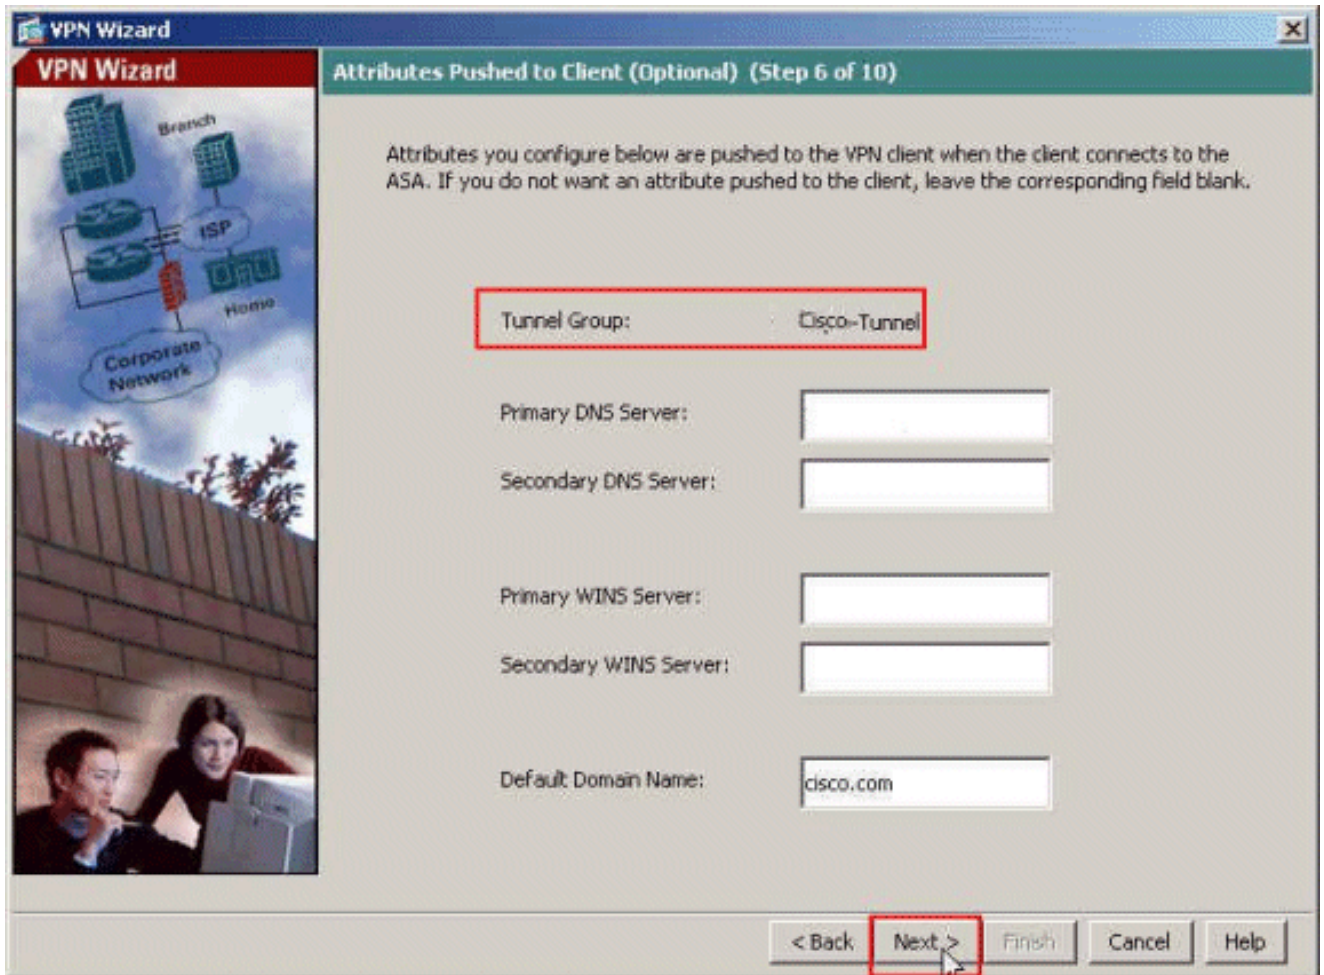 VPN Wizard
VPN Wizard
Attributes Pushed to Client (Optional) (Step 6 of 10)
Branch
ISP
Home
Corporate
Network
Attributes you configure below are pushed to the VPN client when the client connects to the
ASA. If you do not want an attribute pushed to the client, leave the corresponding field blank.
Tunnel Group: Cisco-Tunnel
Primary DNS Server:
Secondary DNS Server:
Primary WINS Server:
Secondary WINS Server:
Default Domain Name: cisco.com
< Back Next > Finish Cancel Help